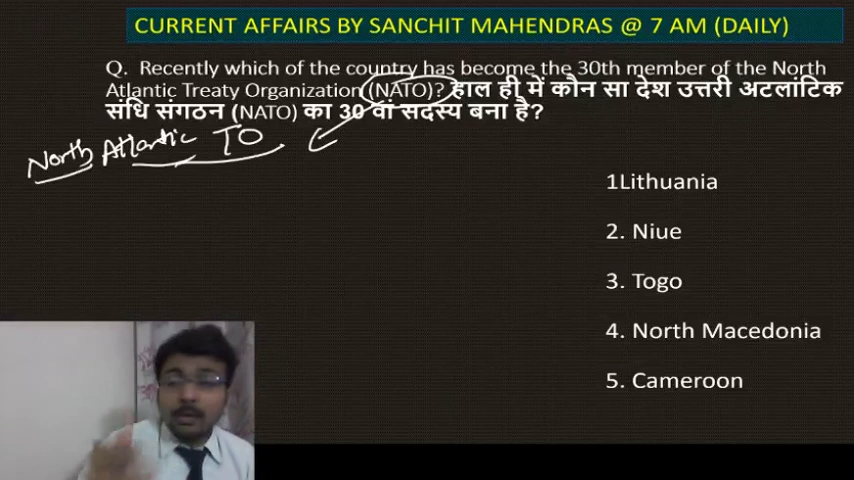 CURRENT AFFAIRS BY SANCHIT MAHENDRAS @ 7 AM (DAILY)
Q. Recently which of the country has become the 30th member of the North
Atlantic Treaty Organization (NATO)? हाल ही में कौन सा देश उत्तरी अटलांटिक
संधि संगठन (NATO) का 30 वां सदस्य बना है?
North Atlantic TO
1Lithuania
2. Niue
3. Togo
4. North Macedonia
5. Cameroon